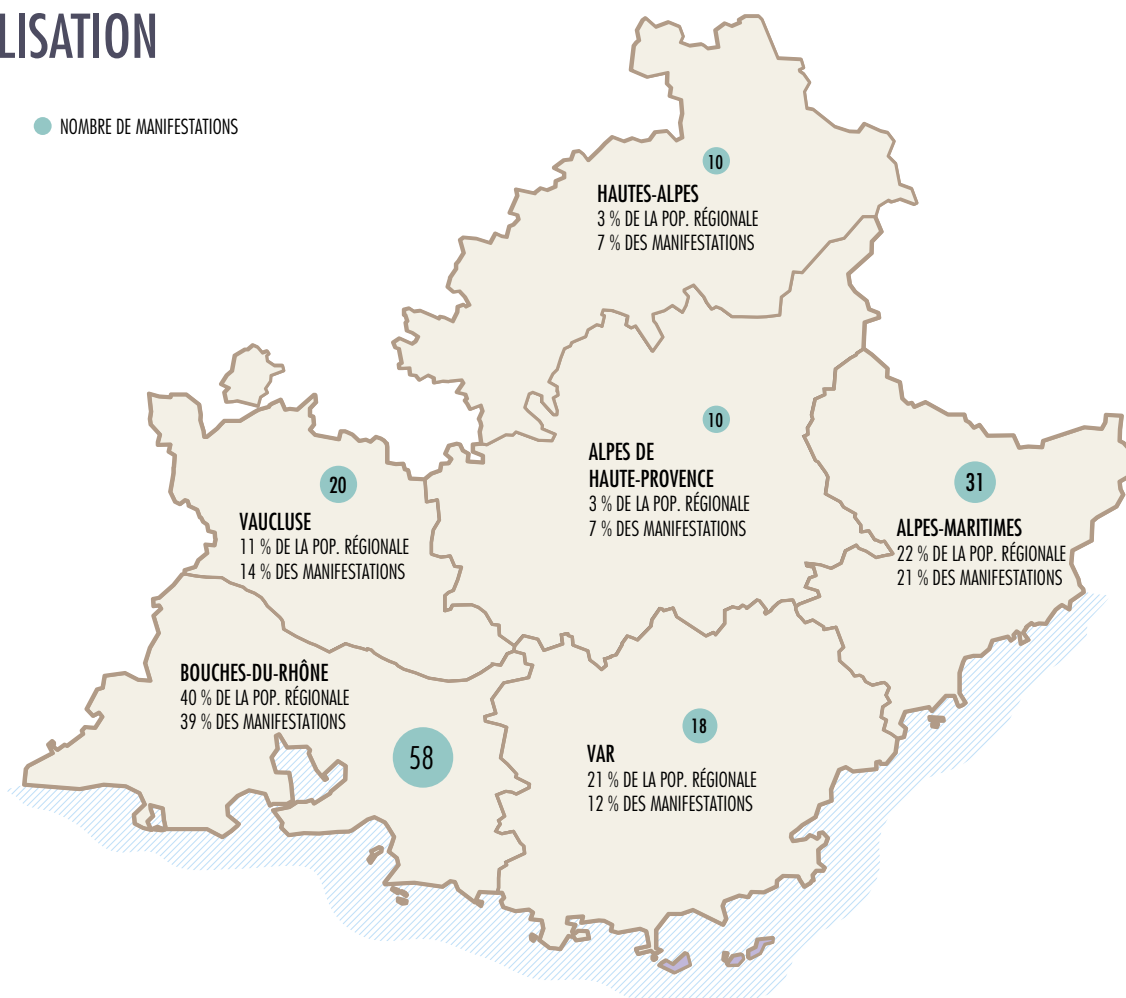 LISATION
NOMBRE DE MANIFESTATIONS
10
HAUTES-ALPES
3 % DE LA POP. RÉGIONALE
7 % DES MANIFESTATIONS
10
ALPES DE
HAUTE-PROVENCE
3 % DE LA POP. RÉGIONALE
7 % DES MANIFESTATIONS
20
VAUCLUSE
11 % DE LA POP. RÉGIONALE
14 % DES MANIFESTATIONS
31
ALPES-MARITIMES
22 % DE LA POP. RÉGIONALE
21 % DES MANIFESTATIONS
BOUCHES-DU-RHÔNE
40 % DE LA POP. RÉGIONALE
39 % DES MANIFESTATIONS
58
18
VAR
21 % DE LA POP. RÉGIONALE
12 % DES MANIFESTATIONS